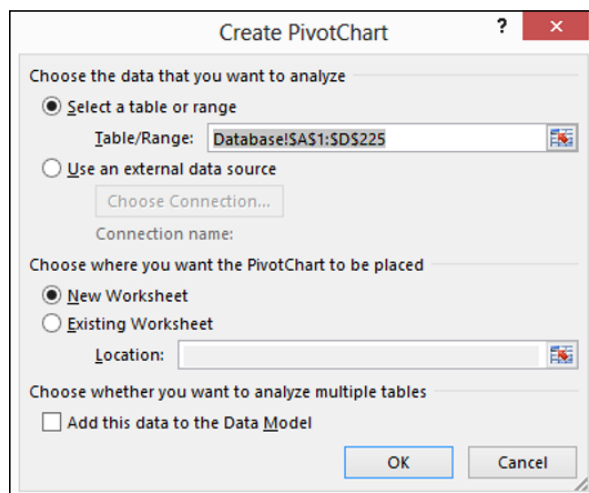 Create PivotChart
?
Choose the data that you want to analyze
Select a table or range
Table/Range: Database!$A$1:$D$225
Use an external data source
Choose Connection...
Connection name:
Choose where you want the PivotChart to be placed
New Worksheet
Existing Worksheet
Location:
Choose whether you want to analyze multiple tables
Add this data to the Data Model
OK Cancel